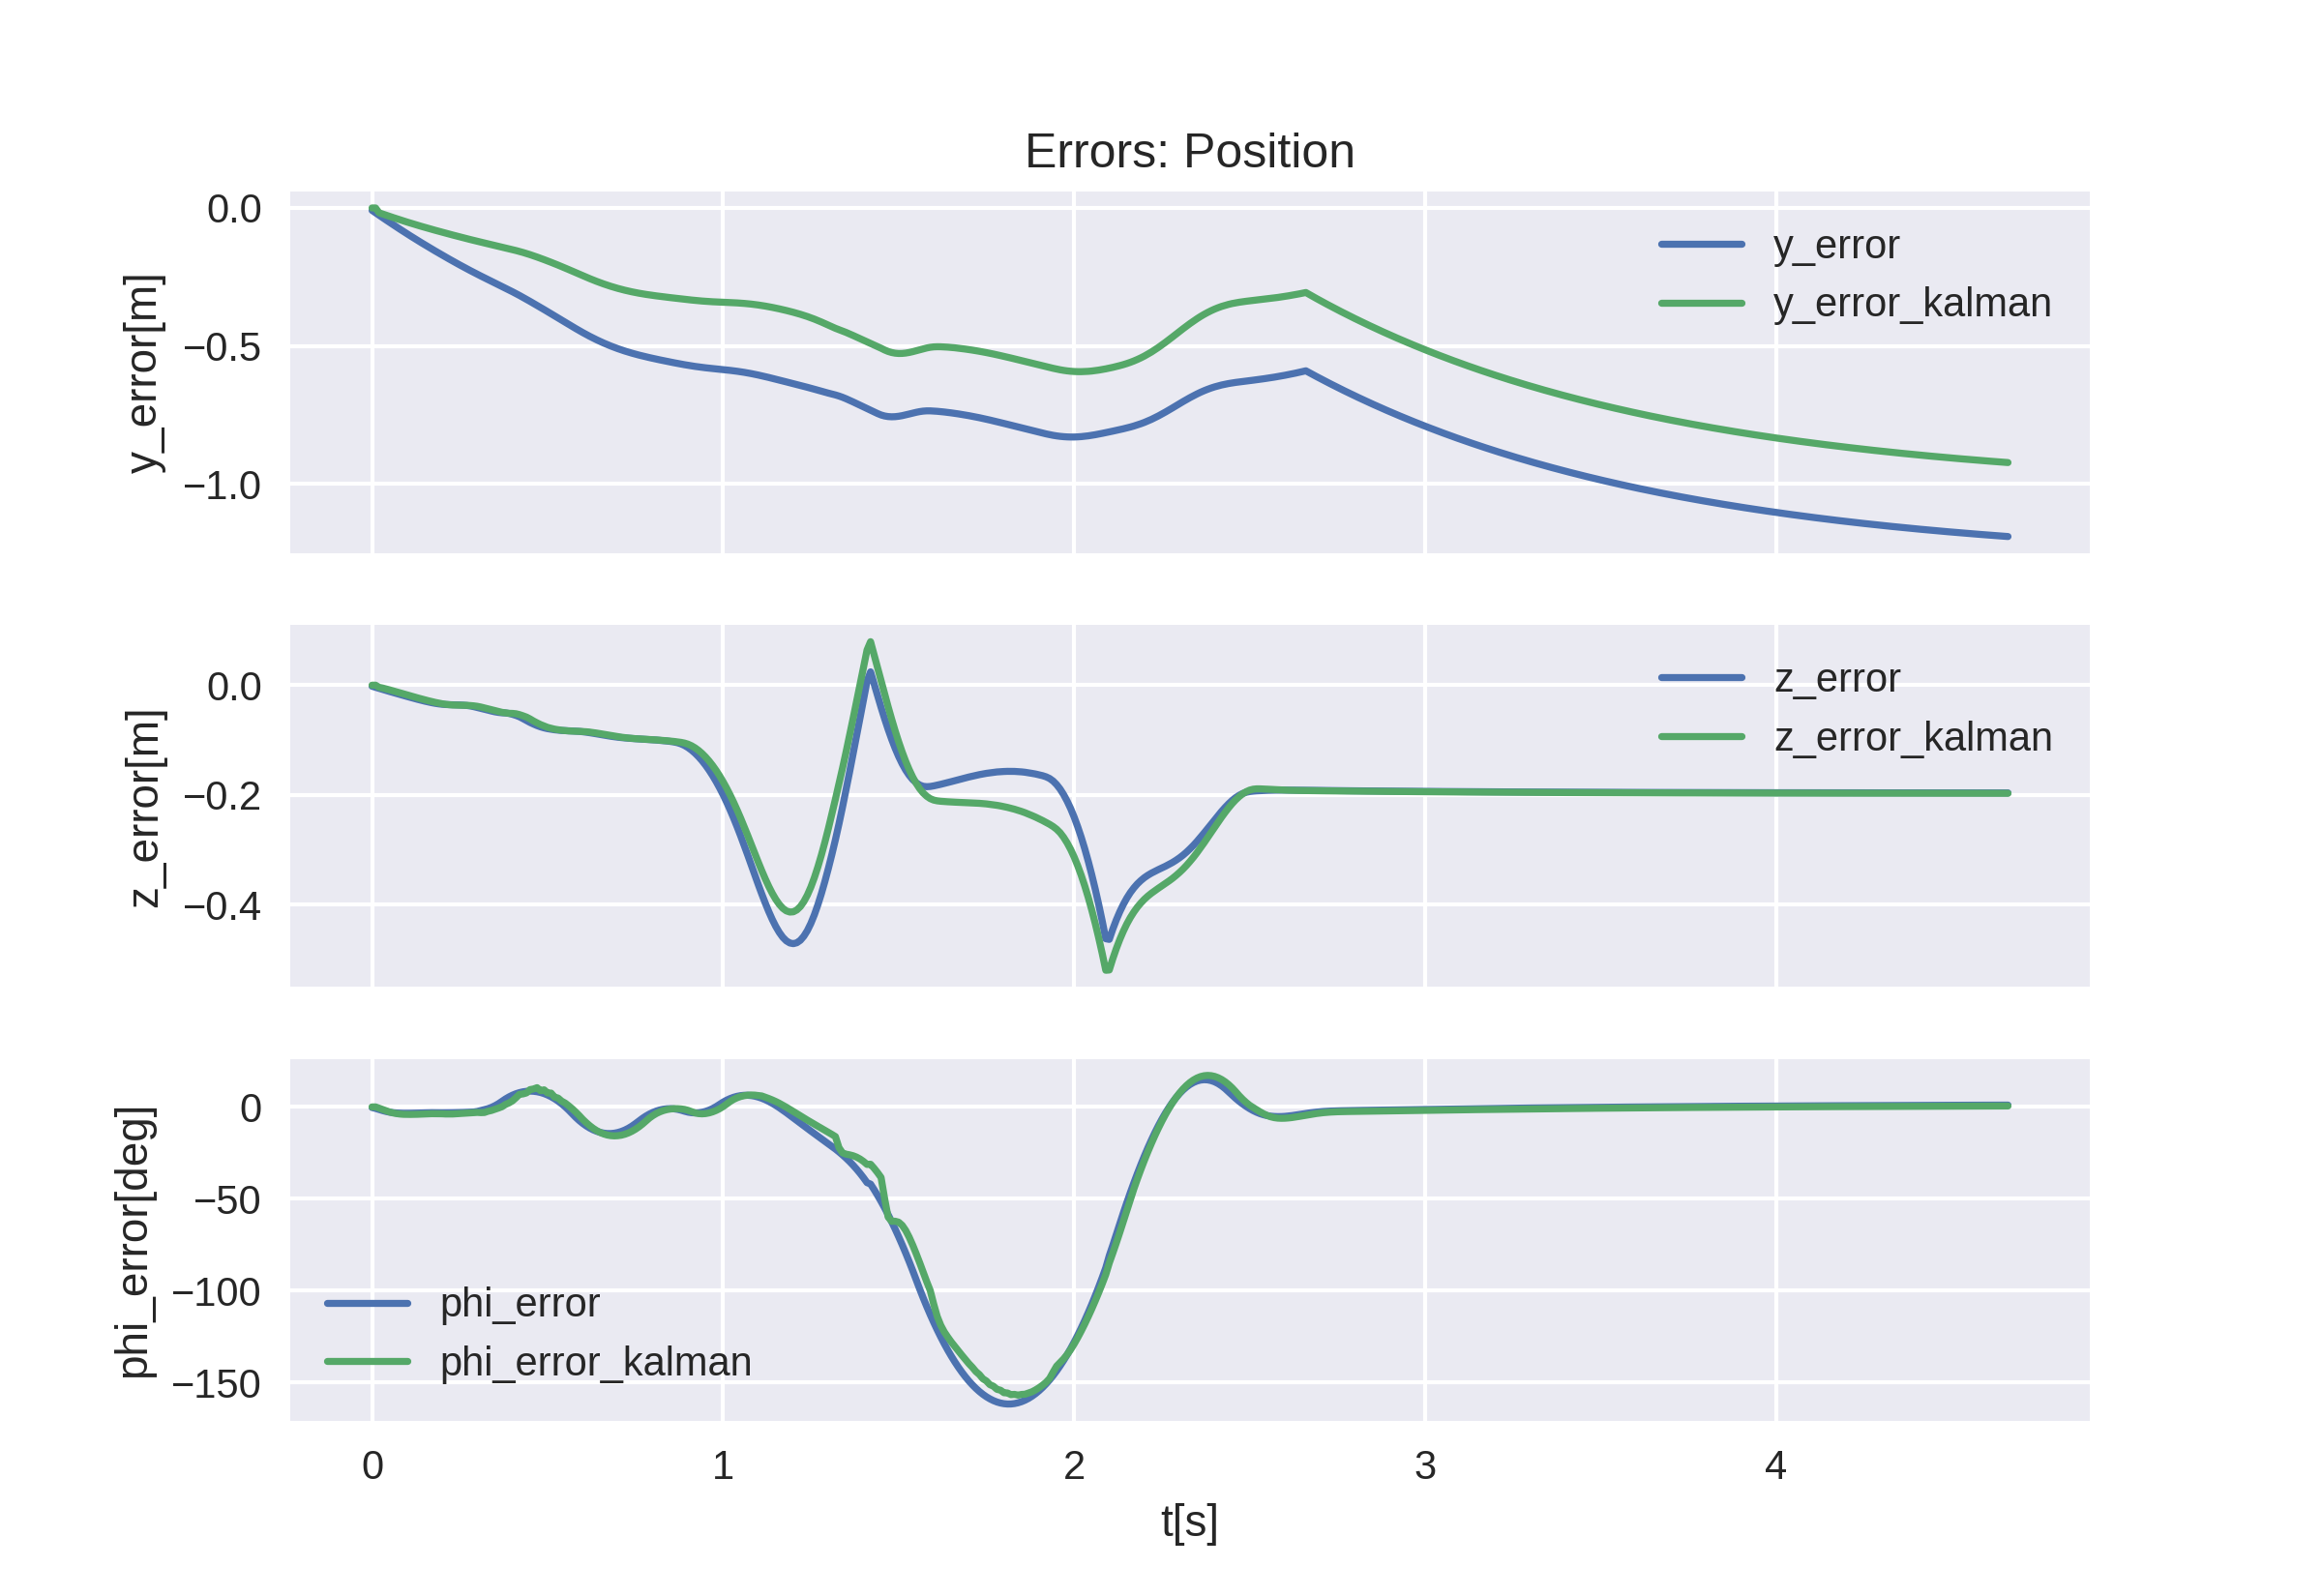 Errors: Position
0.0
−0.5
−1.0
y_error[m]
y_error
y_error_kalman
0.0
−0.2
−0.4
z_error[m]
z_error
z_error_kalman
0
−50
−100
−150
phi_error[deg]
phi_error
phi_error_kalman
0 1 2 3 4
t[s]